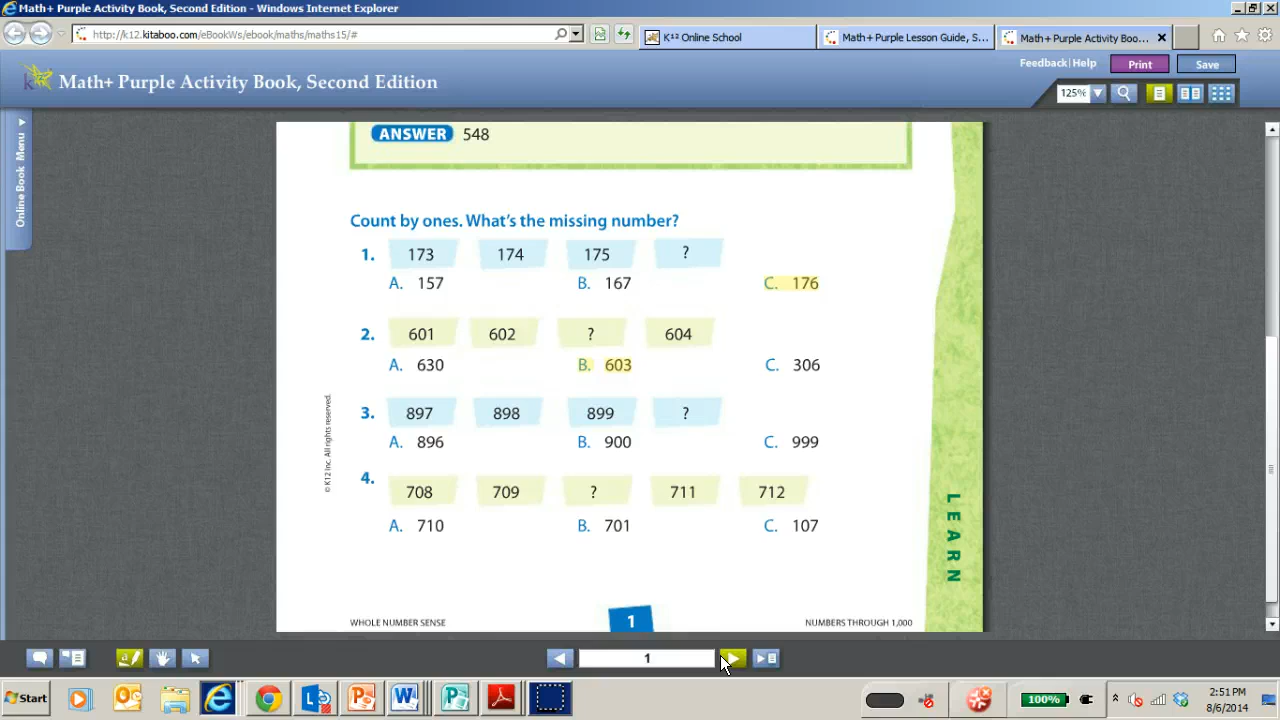 Math+ Purple Activity Book, Second Edition - Windows Internet Explorer
http://k12.kitaboo.com/eBookWs/ebook/maths/maths15/#
K¹² Online School
Math+ Purple Lesson Guide, S...
Math+ Purple Activity Boo...
Feedback|Help
Print
Save
Math+ Purple Activity Book, Second Edition
125%
Online Book Menu
ANSWER 548
Count by ones. What's the missing number?
1. 173 174 175 ?
A. 157 B. 167 C. 176
2. 601 602 ? 604
A. 630 B. 603 C. 306
3. 897 898 899 ?
A. 896 B. 900 C. 999
4. 708 709 ? 711 712
A. 710 B. 701 C. 107
© K12 Inc. All rights reserved.
LEARN
WHOLE NUMBER SENSE
1
NUMBERS THROUGH 1,000
1
Start
100%
2:51 PM
8/6/2014